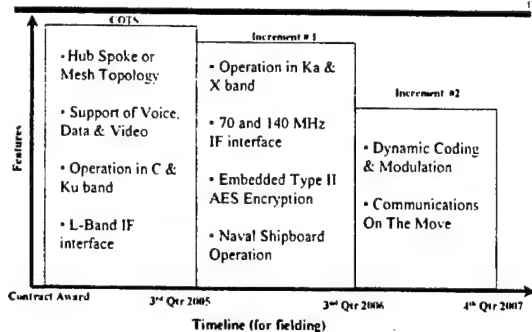 COTS
• Hub Spoke or
Mesh Topology
• Support of Voice,
Data & Video
• Operation in C &
Ku band
• L-Band IF
interface
Increment # 1
• Operation in Ka &
X band
• 70 and 140 MHz
IF interface
• Embedded Type II
AES Encryption
• Naval Shipboard
Operation
Increment #2
• Dynamic Coding
& Modulation
• Communications
On The Move
Features
Contract Award
3rd Qtr 2005
3nd Qtr 2006
4th Qtr 2007
Timeline (for fielding)